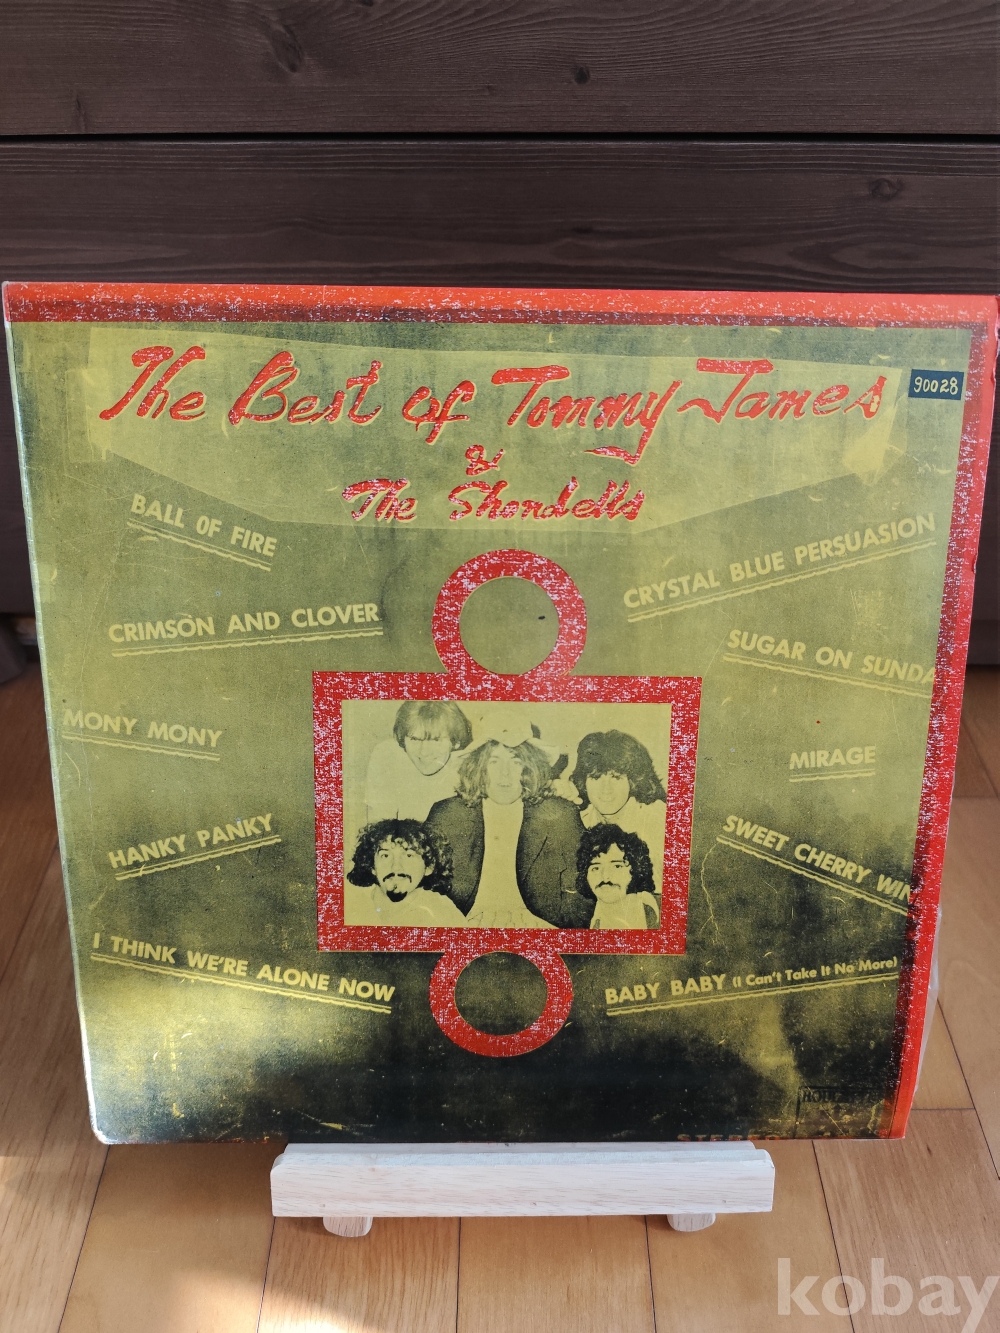 The Best of Tommy James
90028
& 
The Shondells
BALL OF FIRE
CRYSTAL BLUE PERSUASION
CRIMSON AND CLOVER
SUGAR ON SUNDA
MONY MONY
MIRAGE
HANKY PANKY
SWEET CHERRY WIN
I THINK WE'RE ALONE NOW
BABY BABY (I Can't Take It No More)
kobay